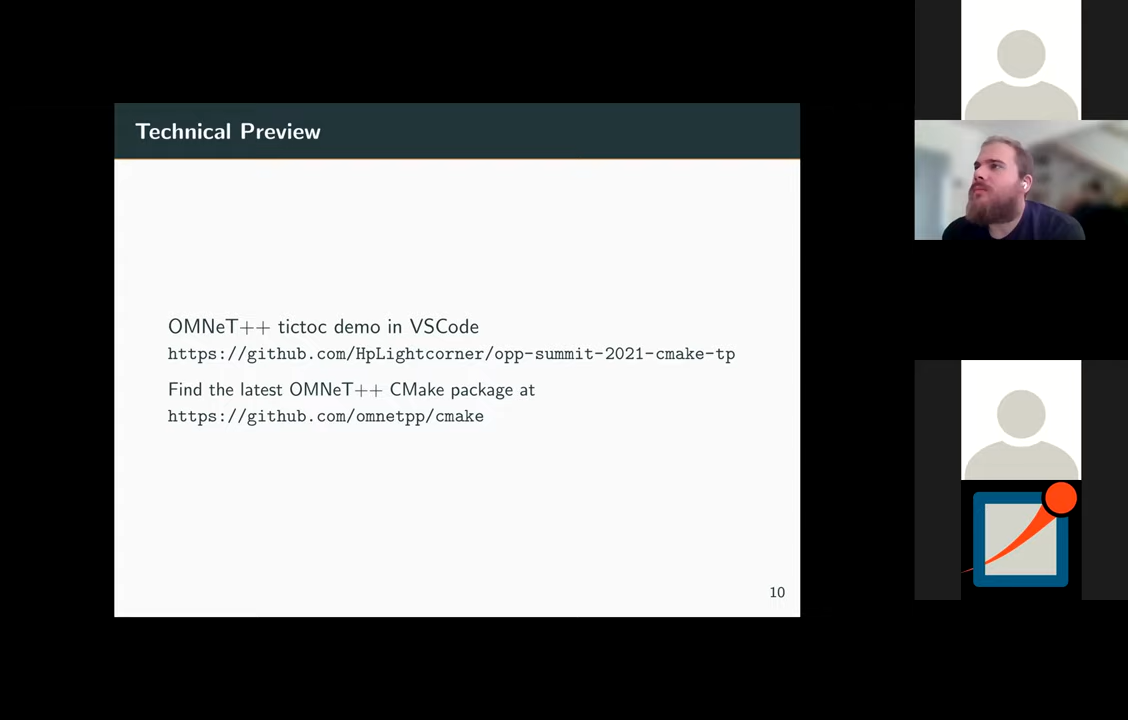 Technical Preview
OMNeT++ tictoc demo in VSCode
https://github.com/HpLightcorner/opp-summit-2021-cmake-tp
Find the latest OMNeT++ CMake package at
https://github.com/omnetpp/cmake
10